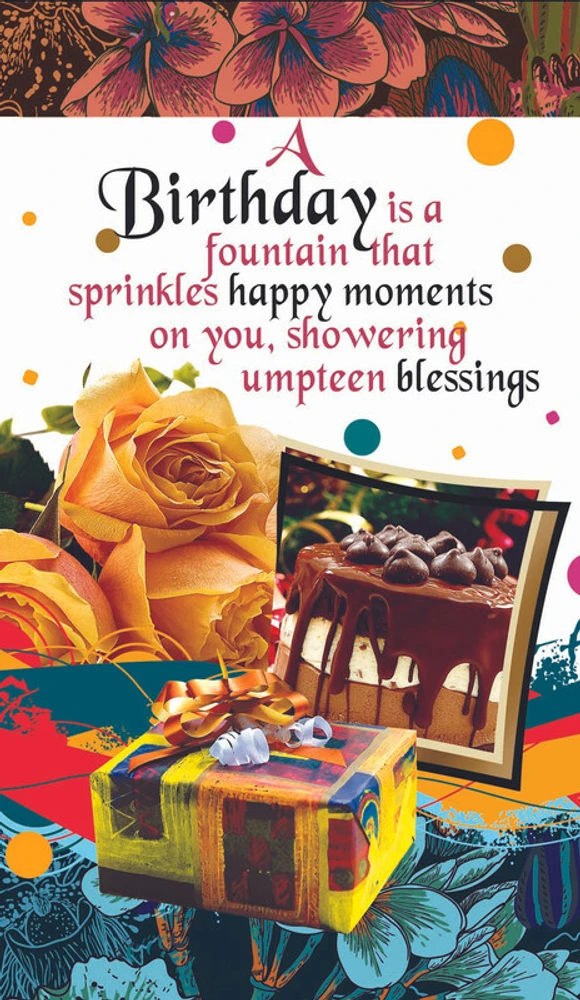 A
Birthday is a
fountain that
sprinkles happy moments
on you, showering
umpteen blessings